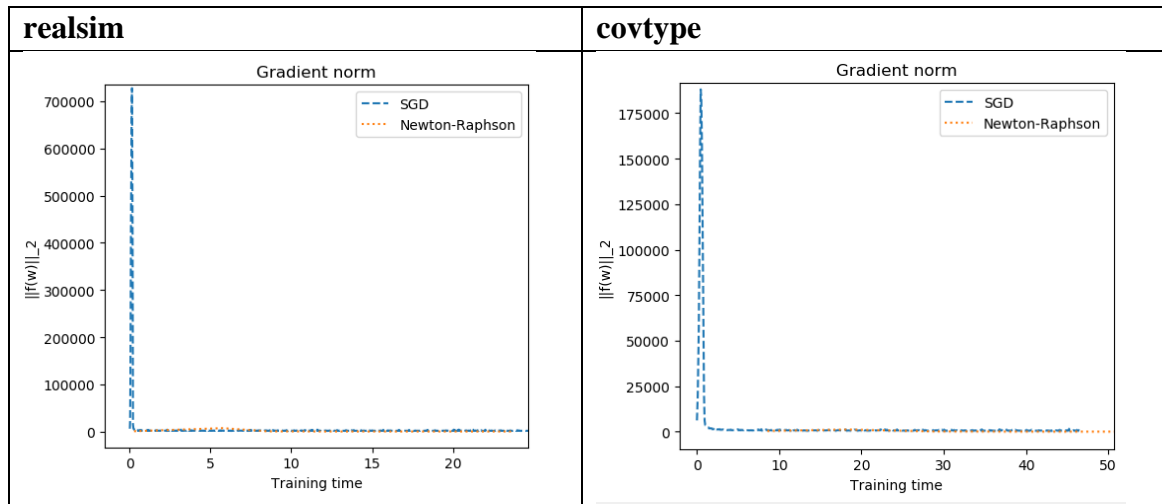 realsim
covtype
Gradient norm
SGD
Newton-Raphson
||f(w)||_2
700000
600000
500000
400000
300000
200000
100000
0
0 5 10 15 20
Training time
Gradient norm
SGD
Newton-Raphson
||f(w)||_2
175000
150000
125000
100000
75000
50000
25000
0
0 10 20 30 40 50
Training time